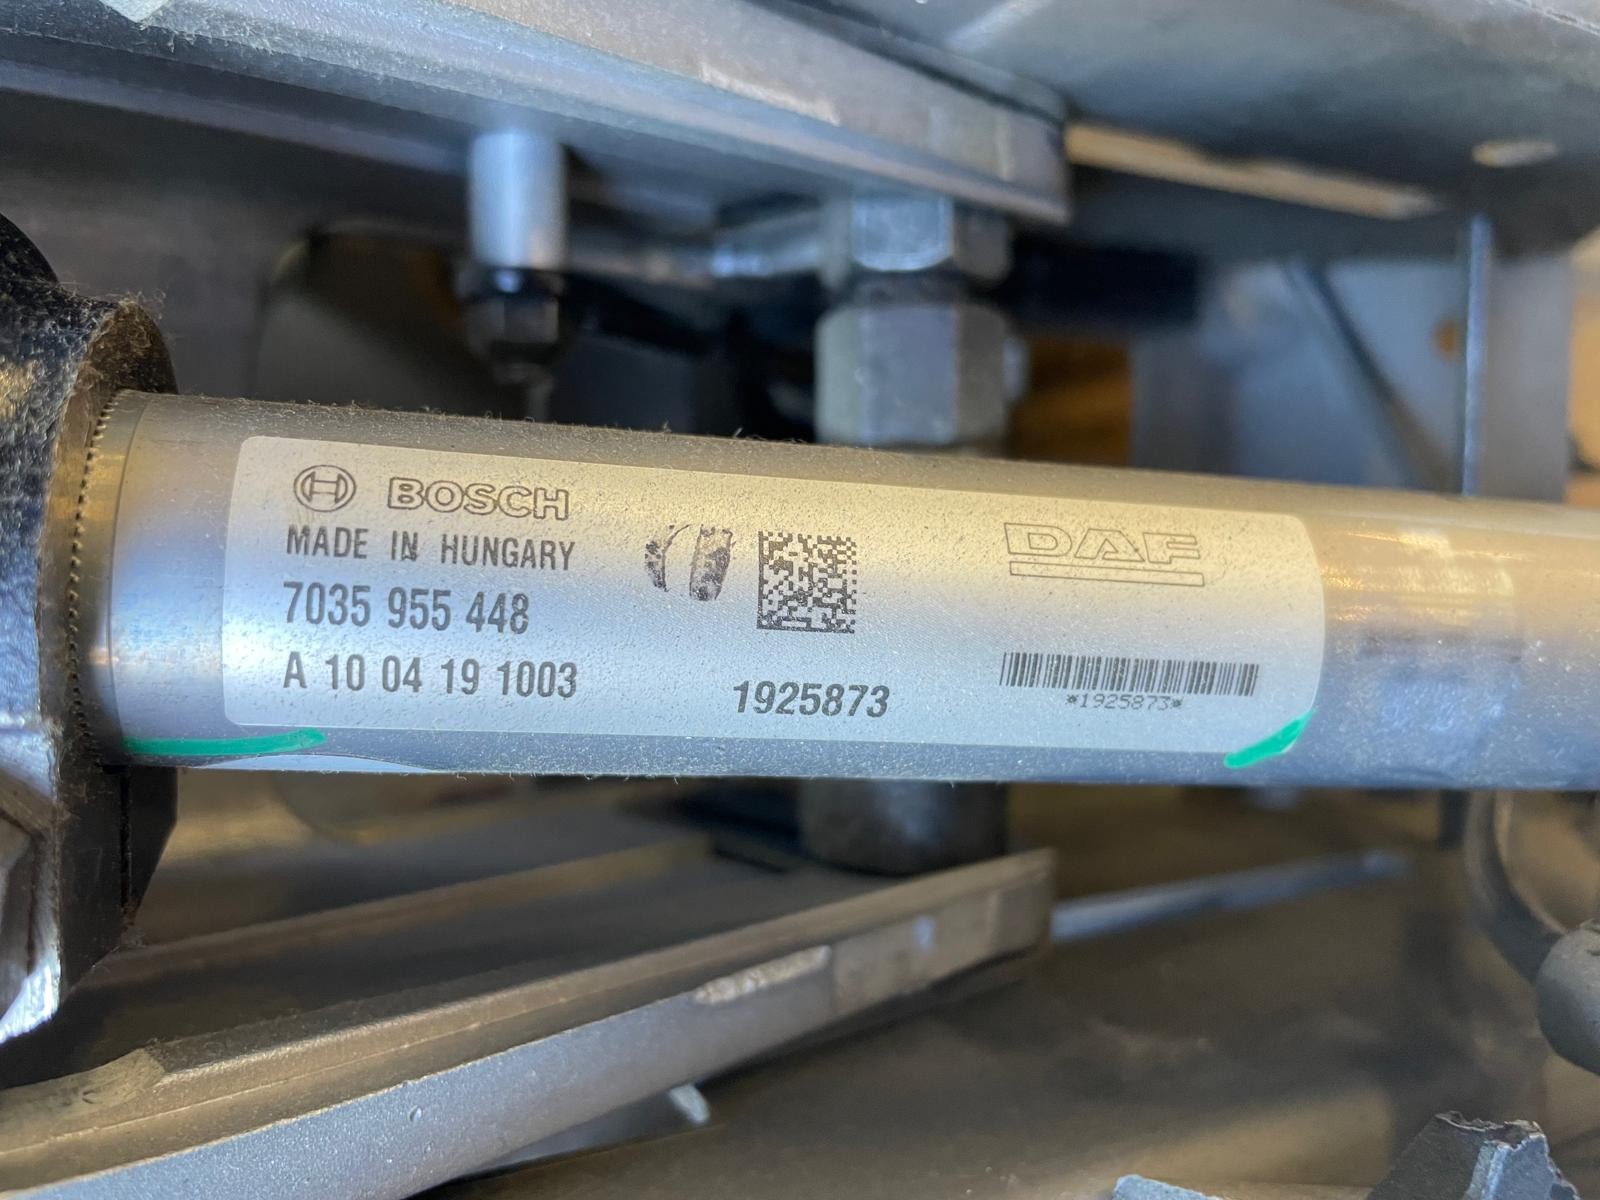 BOSCH
MADE IN HUNGARY
7035 955 448
A 10 04 19 1003
1925873
DAF
*1925873*